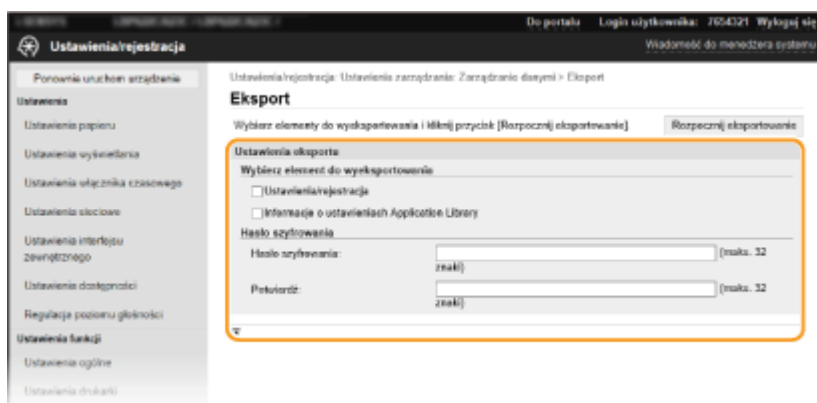 Do portalu Login użytkownika: 7654321 Wyloguj się
Ustawienia/rejestracja
Wiadomość do menedżera systemu
Ponownie uruchom urządzenie
Ustawienia
Ustawienia papieru
Ustawienia wyświetlania
Ustawienia włącznika czasowego
Ustawienia sieciowe
Ustawienia interfejsu
zewnętrznego
Ustawienia dostępności
Regulacja poziomu głośności
Ustawienia funkcji
Ustawienia ogólne
Ustawienia drukarki
Ustawienia/rejestracja: Ustawienia zarządzania: Zarządzanie danymi > Eksport
Eksport
Wybierz elementy do wyeksportowania i kliknij przycisk [Rozpocznij eksportowanie]
Rozpocznij eksportowanie
Ustawienia eksportu
Wybierz element do wyeksportowania
Ustawienia/rejestracja
Informacje o ustawieniach Application Library
Hasło szyfrowania
Hasło szyfrowania: (maks. 32
znaki)
Potwierdź: (maks. 32
znaki)